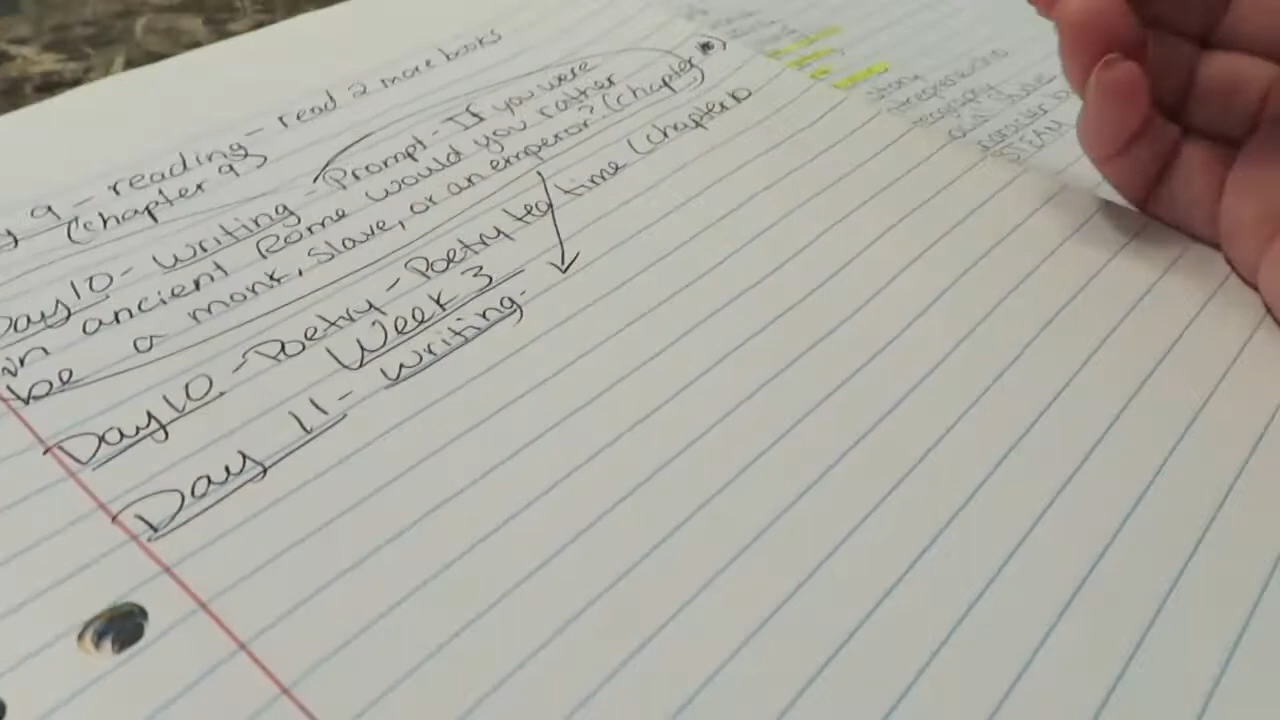 9 - reading - read 2 more books
(chapter 9)
Day 10 - Writing - Prompt - If you were
in ancient Rome would you rather
be a monk, slave, or an emperor? (chapter
Day 10 - Poetry - Poetry tea time (chapter 10
Week 3
Day 11 - Writing.
STEAM